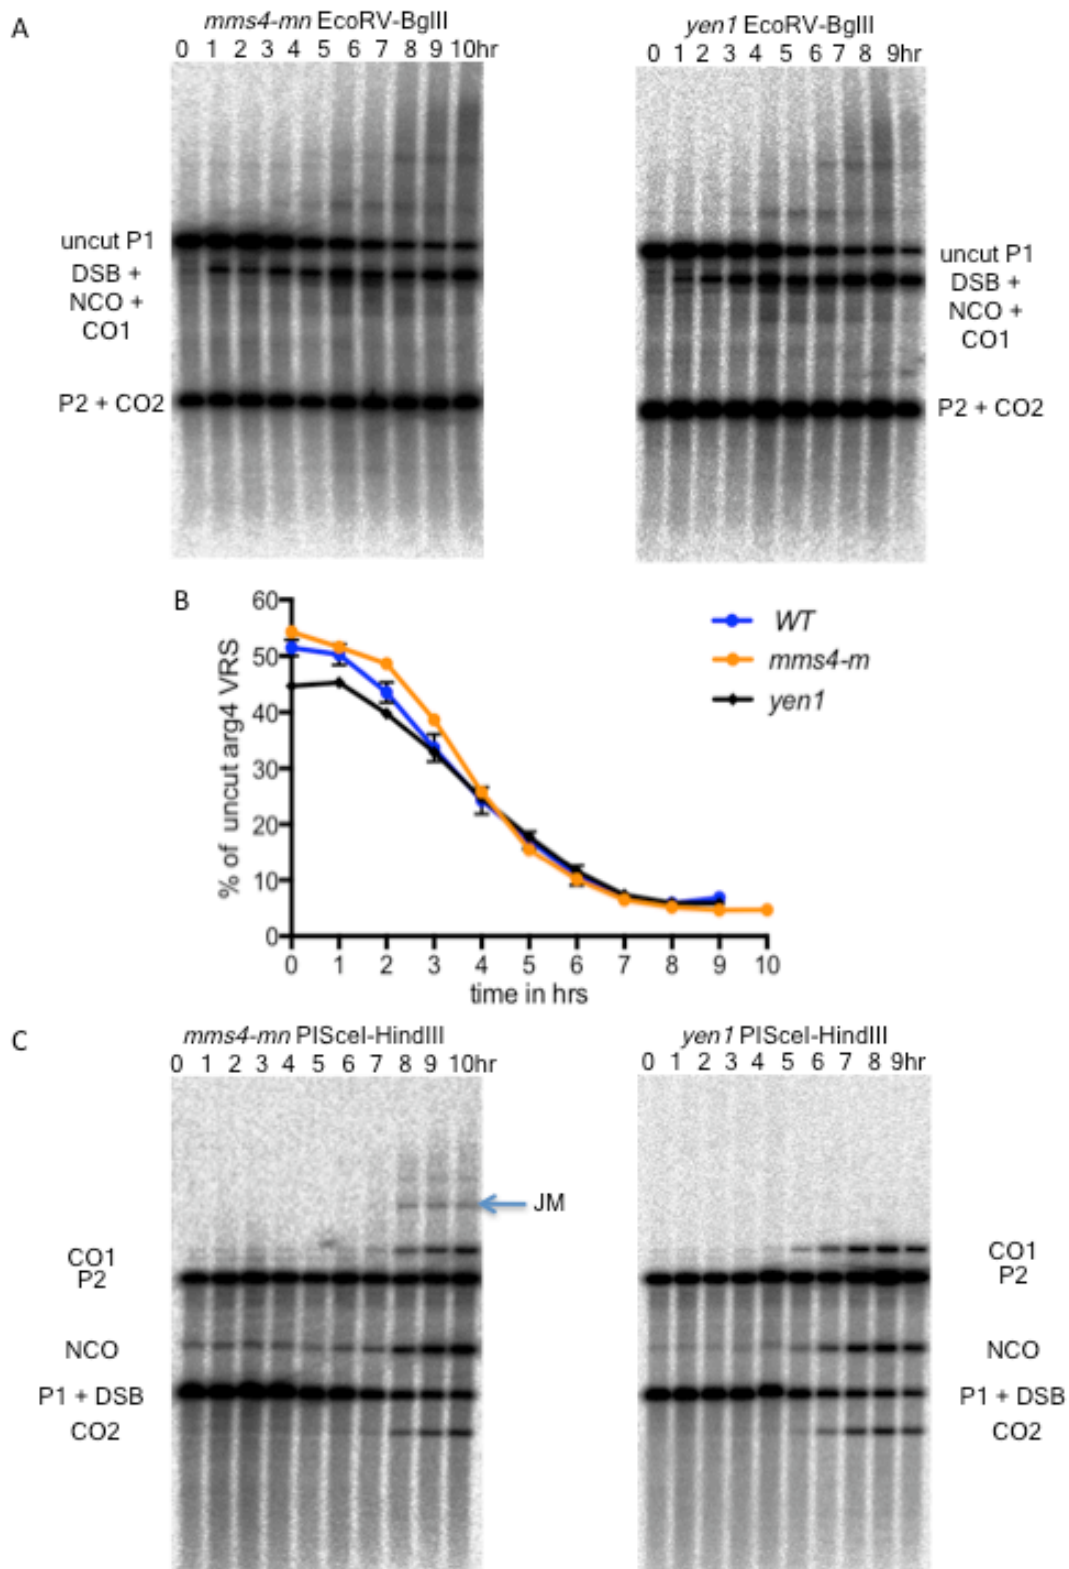 A
mms4-mn EcoRV-BglII
0 1 2 3 4 5 6 7 8 9 10hr
yen1 EcoRV-BglII
0 1 2 3 4 5 6 7 8 9hr
uncut P1
DSB +
NCO +
CO1
P2 + CO2
uncut P1
DSB +
NCO +
CO1
P2 + CO2
B
% of uncut arg4 VRS
60
50
40
30
20
10
0
0 1 2 3 4 5 6 7 8 9 10
time in hrs
WT
mms4-m
yen1
C
mms4-mn PISceI-HindIII
0 1 2 3 4 5 6 7 8 9 10hr
yen1 PISceI-HindIII
0 1 2 3 4 5 6 7 8 9hr
JM
CO1
P2
NCO
P1 + DSB
CO2
CO1
P2
NCO
P1 + DSB
CO2